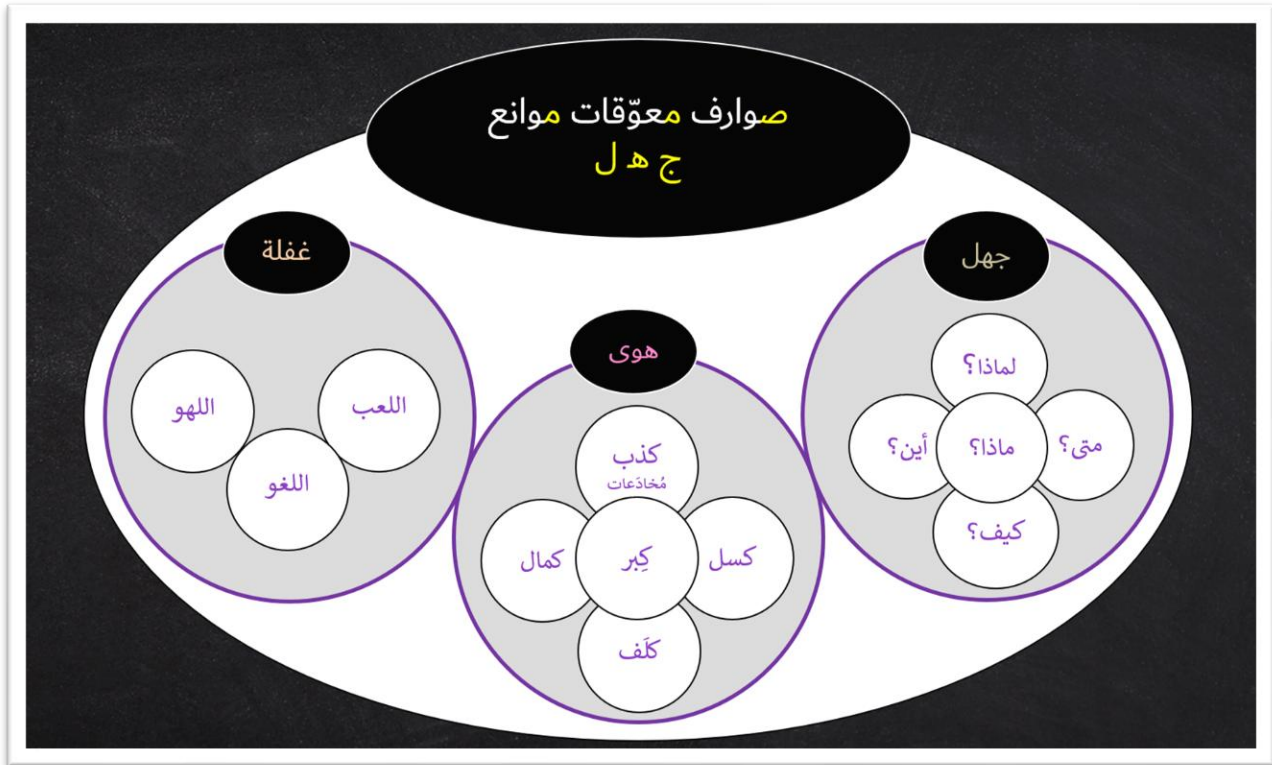 صوارف معوّقات موانع
ج ه ل
جهل
لماذا؟
متى؟
ماذا؟
أين؟
كيف؟
هوى
كذب
مُخادَعات
كسل
كِبر
كمال
كلَف
غفلة
اللعب
اللهو
اللغو